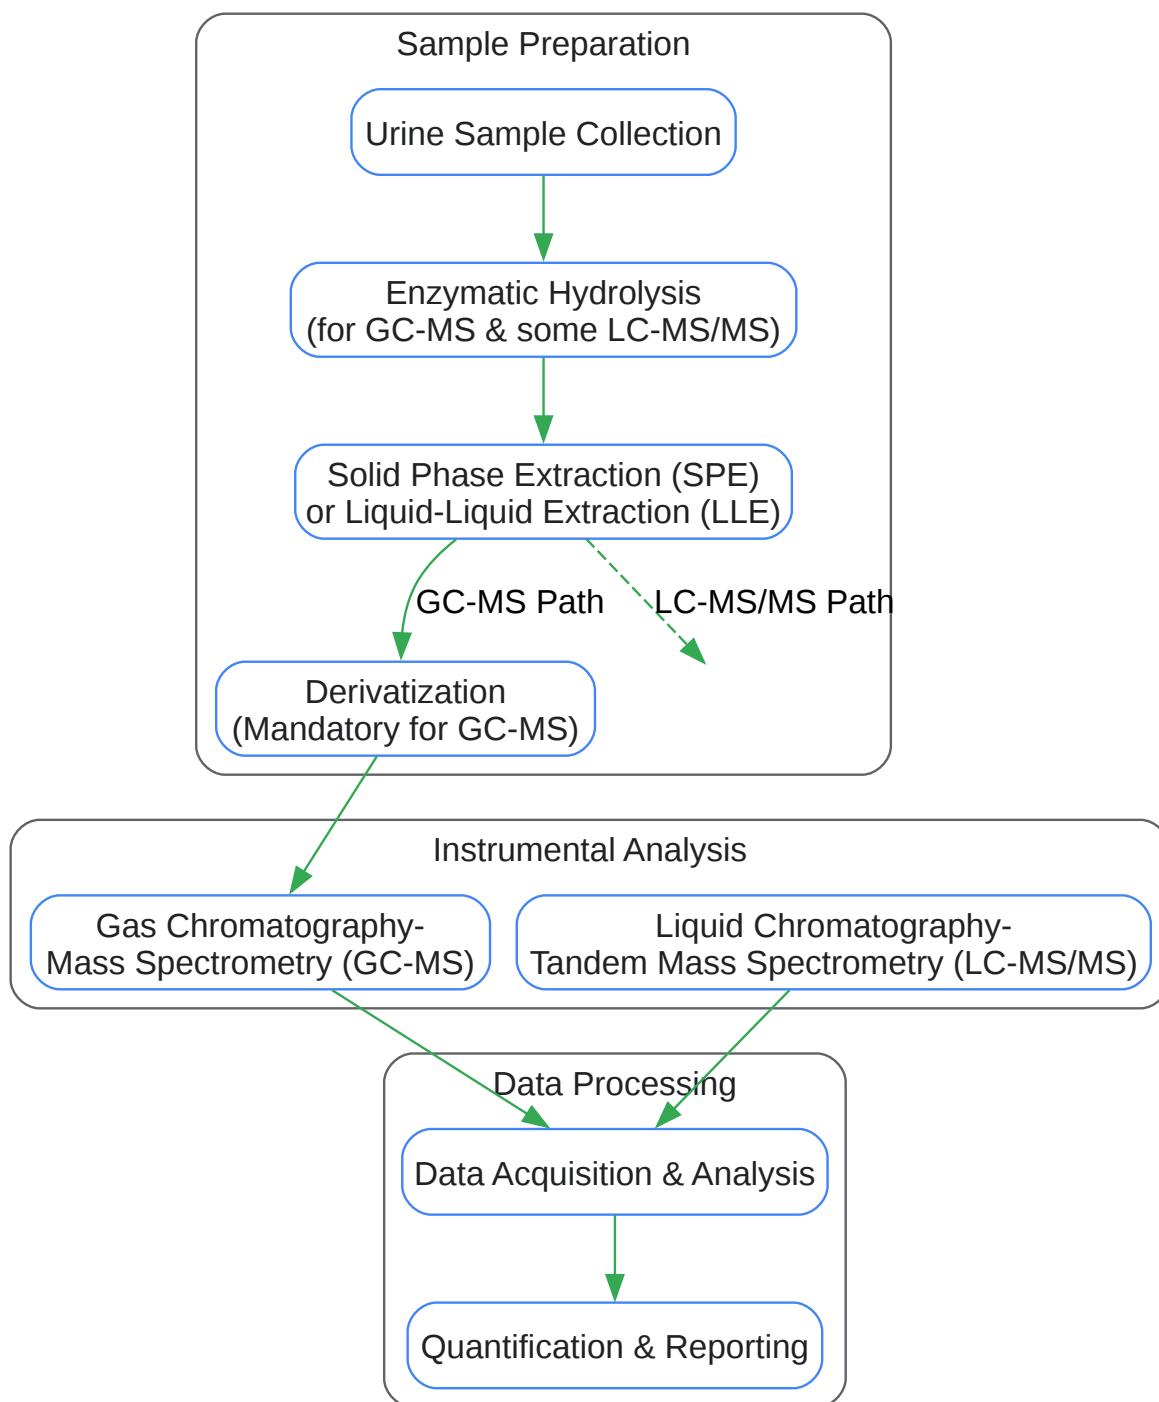 Sample Preparation
Urine Sample Collection
Enzymatic Hydrolysis
(for GC-MS & some LC-MS/MS)
Solid Phase Extraction (SPE)
or Liquid-Liquid Extraction (LLE)
GC-MS Path
LC-MS/MS Path
Derivatization
(Mandatory for GC-MS)
Instrumental Analysis
Gas Chromatography-
Mass Spectrometry (GC-MS)
Liquid Chromatography-
Tandem Mass Spectrometry (LC-MS/MS)
Data Processing
Data Acquisition & Analysis
Quantification & Reporting